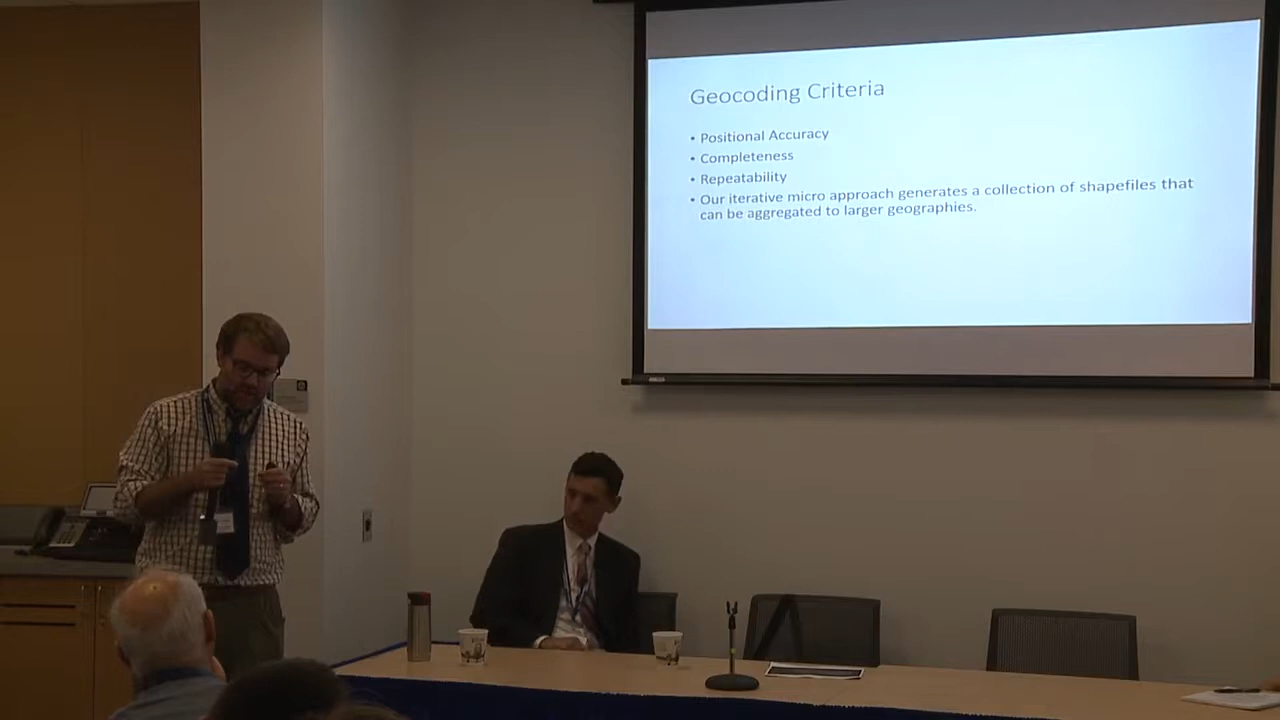 Geocoding Criteria
• Positional Accuracy
• Completeness
• Repeatability
• Our iterative micro approach generates a collection of shapefiles that
can be aggregated to larger geographies.